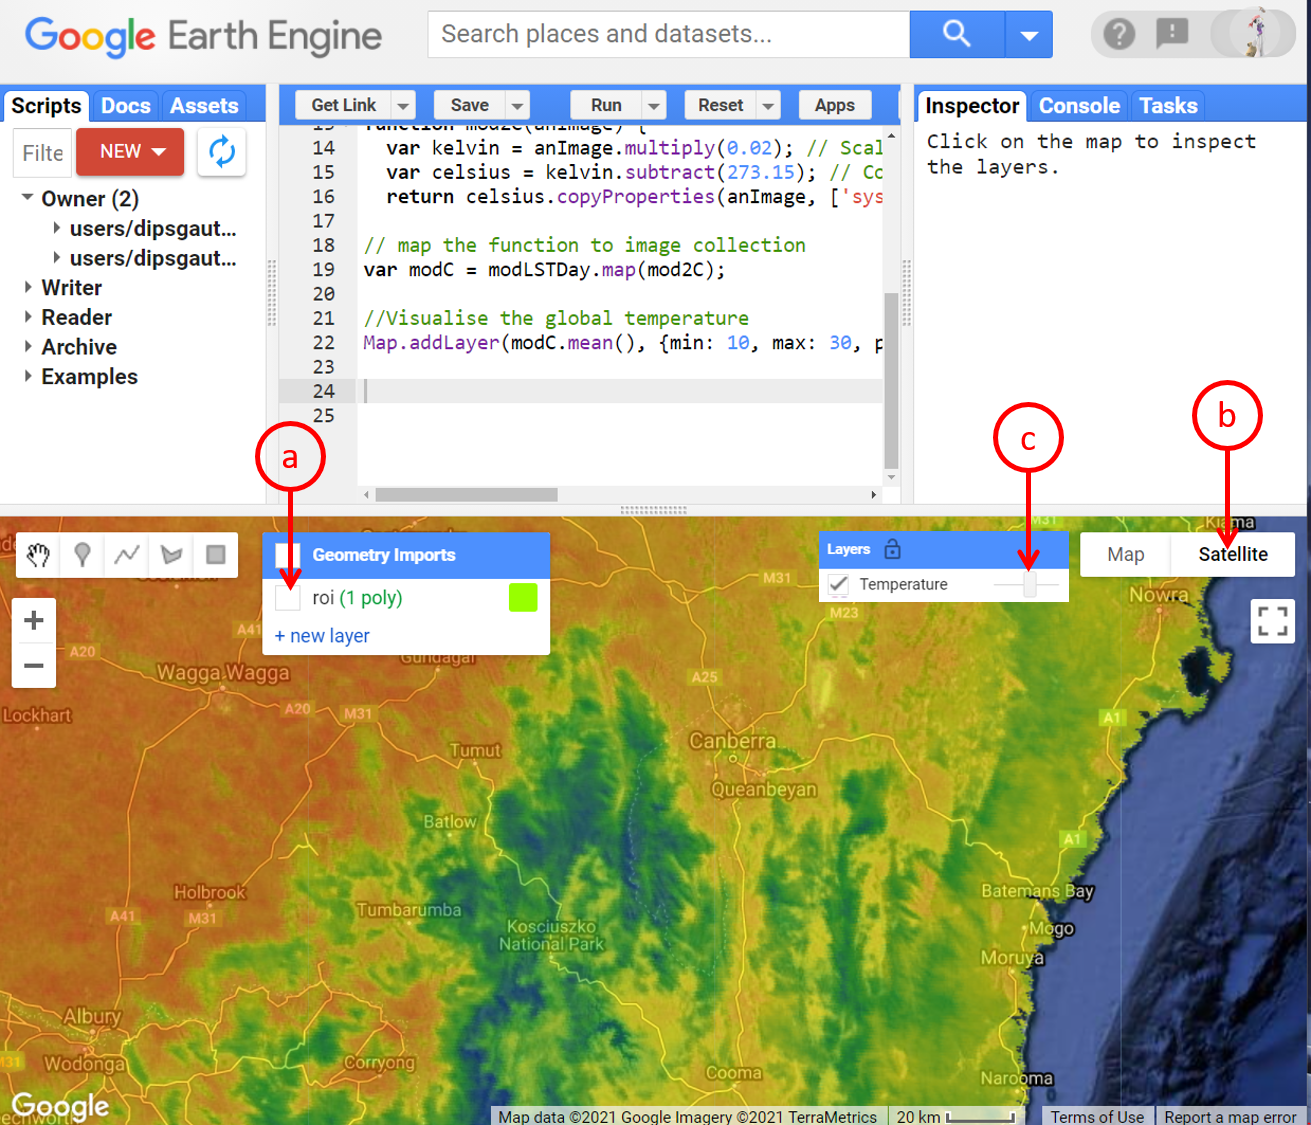 Google Earth Engine
Search places and datasets...
Scripts Docs Assets
Filte
NEW
Owner (2)
users/dipsgaut...
users/dipsgaut...
Writer
Reader
Archive
Examples
Get Link Save Run Reset Apps
function mod2C(anImage) {
14 var kelvin = anImage.multiply(0.02); // Scal
15 var celsius = kelvin.subtract(273.15); // Co
16 return celsius.copyProperties(anImage, ['sys
17
18 // map the function to image collection
19 var modC = modLSTDay.map(mod2C);
20
21 //Visualise the global temperature
22 Map.addLayer(modC.mean(), {min: 10, max: 30, p
23
24
25
Inspector Console Tasks
Click on the map to inspect
the layers.
a
c
b
Geometry Imports
roi (1 poly)
+ new layer
Layers
Temperature
Map Satellite
Kiama
M31
M31
M23
Nowra
A41
A20
Wagga Wagga
Gundagai
A25
A20
M31
Lockhart
A1
Canberra
Tumut
Queanbeyan
Batlow
A1
Holbrook
Batemans Bay
A41
M31
Tumbarumba
Kosciuszko
National Park
Mogo
Moruya
Albury
M31
Wodonga
Corryong
Cooma
Narooma
Google
Map data ©2021 Google Imagery ©2021 TerraMetrics
20 km
Terms of Use
Report a map error